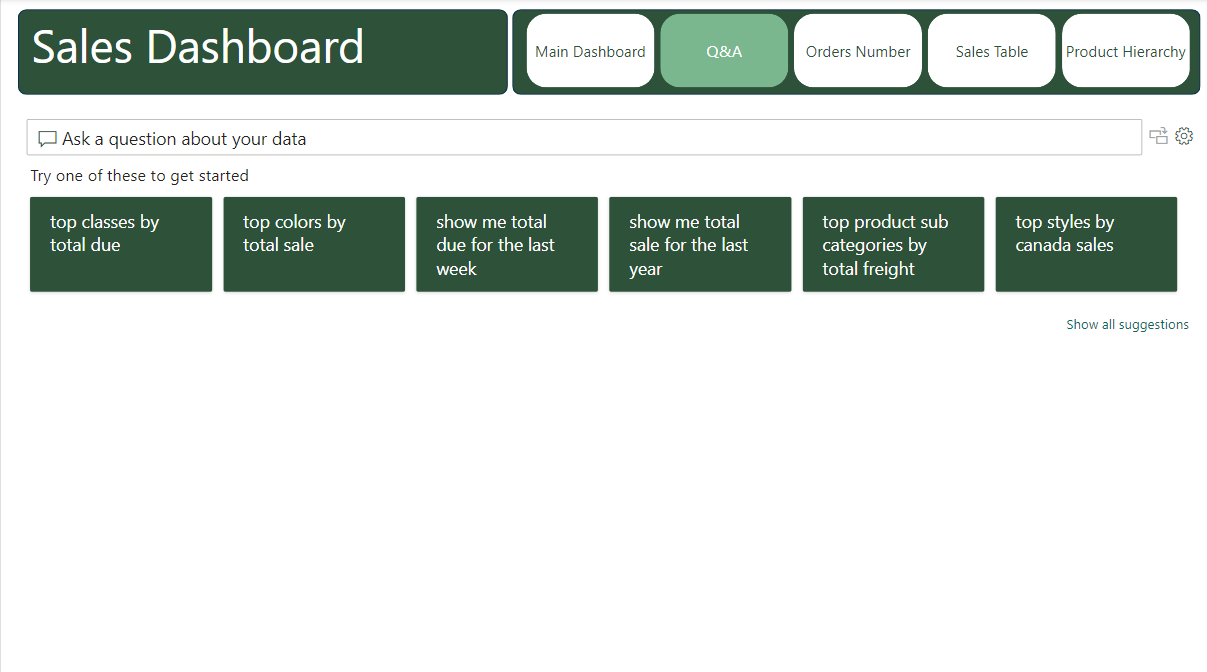 Sales Dashboard
Main Dashboard
Q&A
Orders Number
Sales Table
Product Hierarchy
Ask a question about your data
Try one of these to get started
top classes by
total due
top colors by
total sale
show me total
due for the last
week
show me total
sale for the last
year
top product sub
categories by
total freight
top styles by
canada sales
Show all suggestions